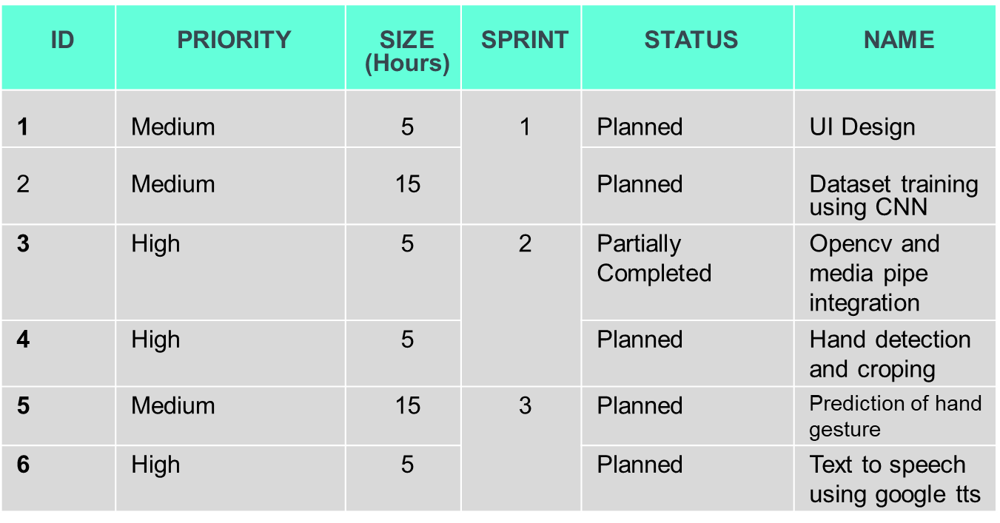 ID PRIORITY SIZE (Hours) SPRINT STATUS NAME
1 Medium 5 1 Planned UI Design
2 Medium 15 Planned Dataset training
using CNN
3 High 5 2 Partially Opencv and
Completed media pipe
integration
4 High 5 Planned Hand detection
and croping
5 Medium 15 3 Planned Prediction of hand
gesture
6 High 5 Planned Text to speech
using google tts